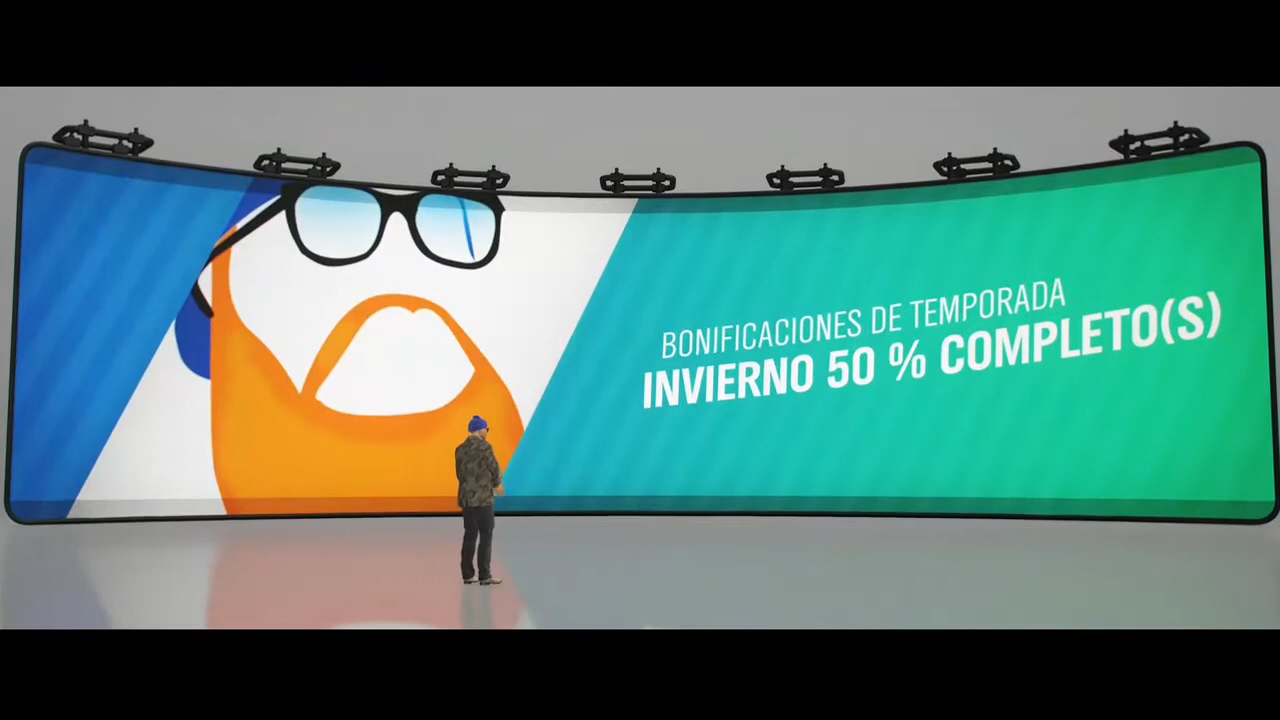 BONIFICACIONES DE TEMPORADA
INVIERNO 50 % COMPLETO(S)